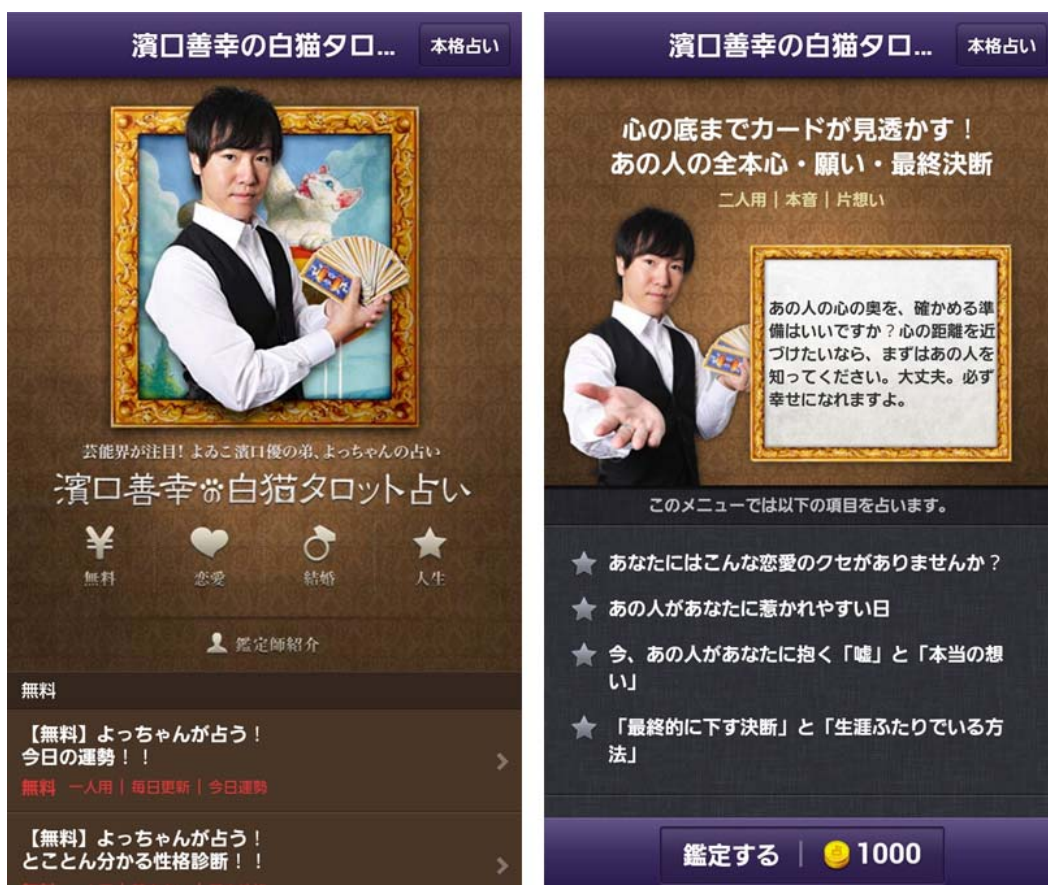 濱口善幸の白猫タロ...
本格占い
芸能界が注目!よゐこ濱口優の弟、よっちゃんの占い
濱口善幸の白猫タロット占い
無料
恋愛
結婚
人生
鑑定師紹介
無料
【無料】よっちゃんが占う！
今日の運勢！！
無料 一人用｜毎日更新｜今日運勢
【無料】よっちゃんが占う！
とことん分かる性格診断！！
濱口善幸の白猫タロ...
本格占い
心の底までカードが見透かす！
あの人の全本心・願い・最終決断
二人用｜本音｜片想い
あの人の心の奥を、確かめる準
備はいいですか？心の距離を近
づけたいなら、まずはあの人を
知ってください。大丈夫。必ず
幸せになれますよ。
このメニューでは以下の項目を占います。
あなたにはこんな恋愛のクセがありませんか？
あの人があなたに惹かれやすい日
今、あの人があなたに抱く「嘘」と「本当の想
い」
「最終的に下す決断」と「生涯ふたりでいる方
法」
鑑定する｜1000